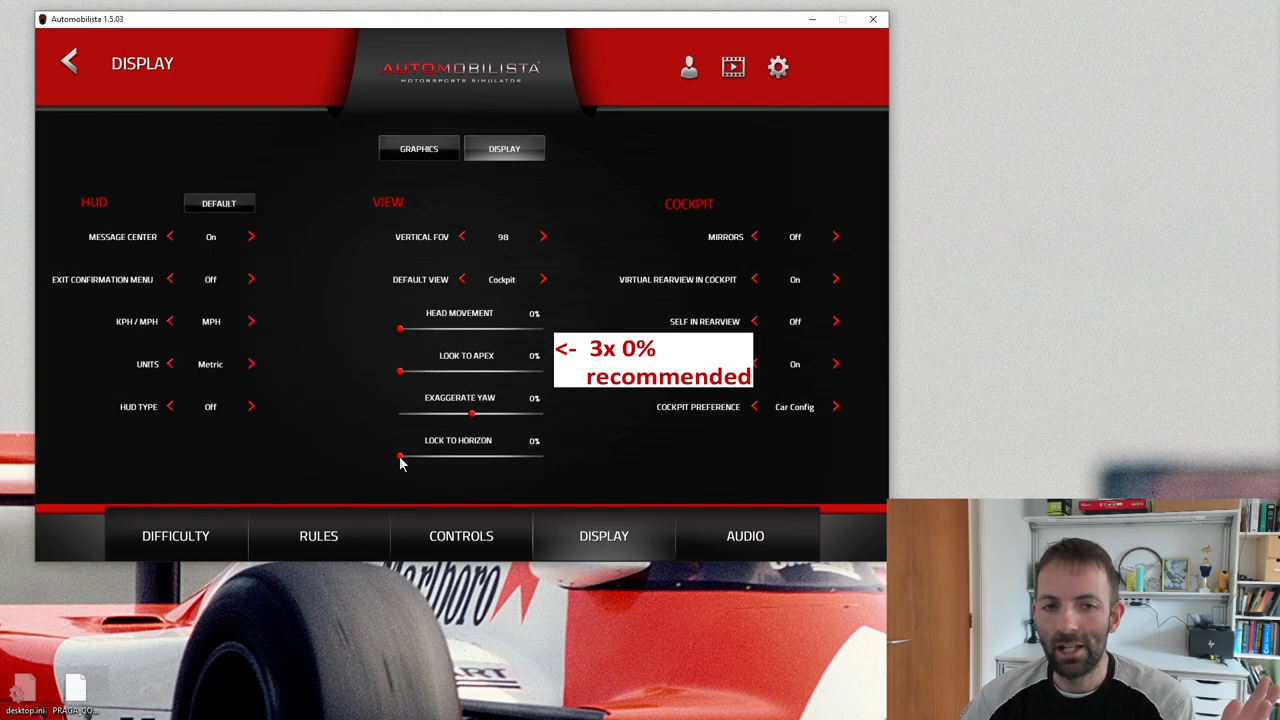 Automobilista 1.5.03
DISPLAY
AUTOMOBILISTA
MOTORSPORTS SIMULATOR
GRAPHICS
DISPLAY
HUD
DEFAULT
VIEW
COCKPIT
MESSAGE CENTER
On
VERTICAL FOV
98
MIRRORS
Off
EXIT CONFIRMATION MENU
Off
DEFAULT VIEW
Cockpit
VIRTUAL REARVIEW IN COCKPIT
On
HEAD MOVEMENT 0%
KPH / MPH
MPH
SELF IN REARVIEW
Off
<- 3x 0%
recommended
LOOK TO APEX 0%
UNITS
Metric
On
EXAGGERATE YAW 0%
HUD TYPE
Off
COCKPIT PREFERENCE
Car Config
LOCK TO HORIZON 0%
DIFFICULTY
RULES
CONTROLS
DISPLAY
AUDIO
Marlboro
desktop.ini
PRAGA_CO...